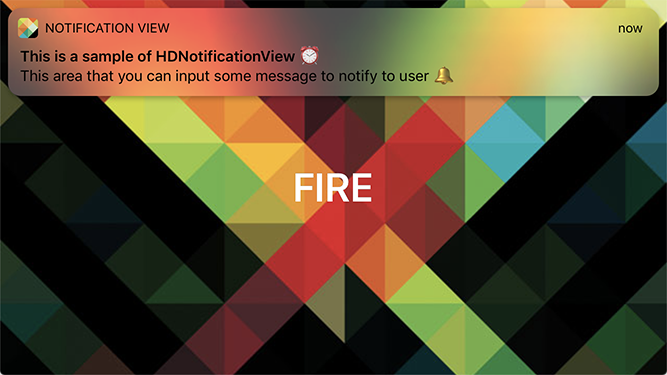 NOTIFICATION VIEW now
This is a sample of HDNotificationView ⏰
This area that you can input some message to notify to user 🔔
FIRE